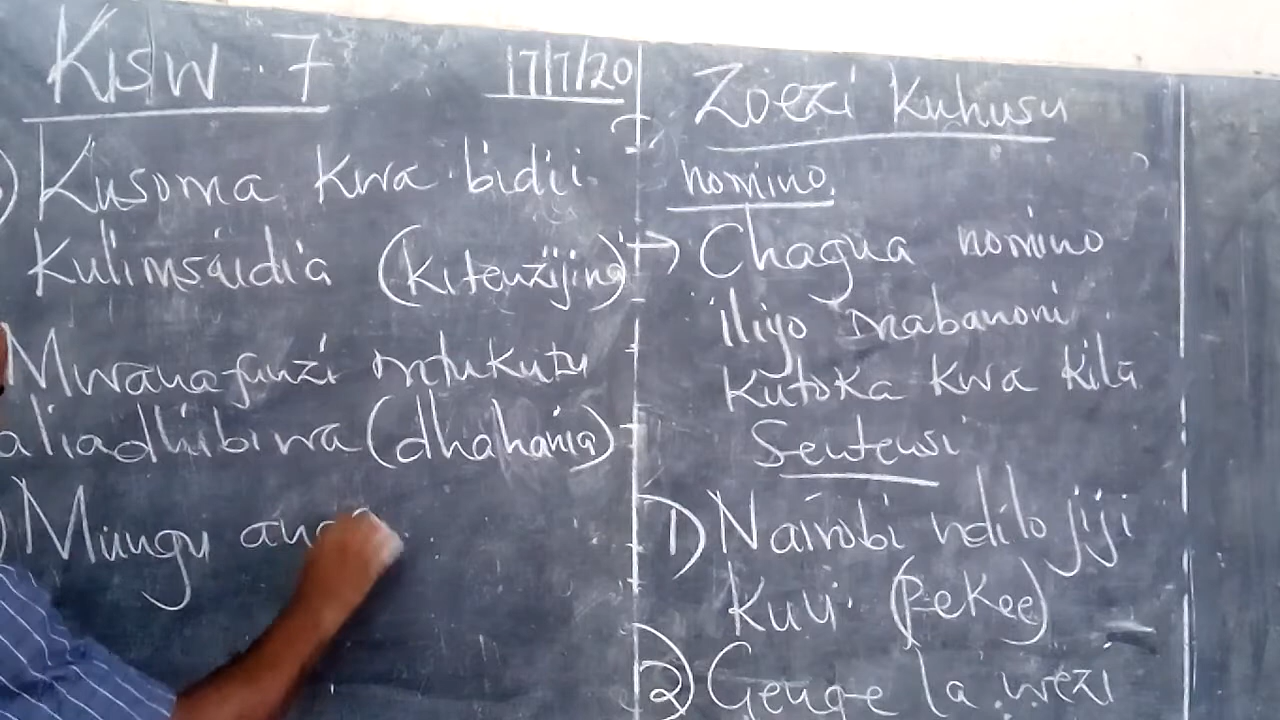 KISW 7
17/7/20
Kusoma kwa bidii
kulimsaidia (kitenzijina)
Mwanafunzi mtukutu
aliadhibiwa (dhahania)
Mungu
Zoezi kuhusu
nomino.
→ Chagua nomino
iliyo mabanoni
kutoka kwa kila
Sentensi
1) Nairobi ndilo jiji
kuu. (Pekee)
2) Genge la wezi